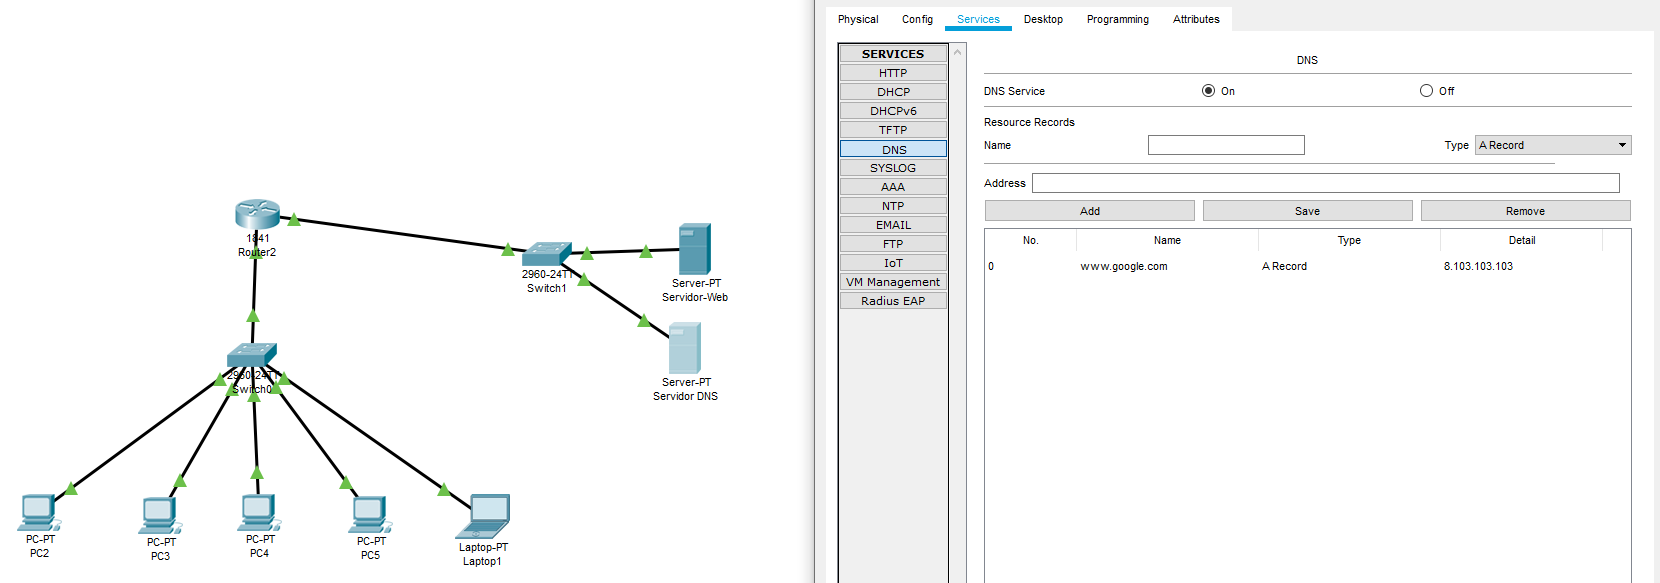 1841
Router2
2960-24TT
Switch1
Server-PT
Servidor-Web
Server-PT
Servidor DNS
2960-24TT
Switch0
PC-PT
PC2
PC-PT
PC3
PC-PT
PC4
PC-PT
PC5
Laptop-PT
Laptop1
Physical Config Services Desktop Programming Attributes
SERVICES
HTTP
DHCP
DHCPv6
TFTP
DNS
SYSLOG
AAA
NTP
EMAIL
FTP
IoT
VM Management
Radius EAP
DNS
DNS Service On Off
Resource Records
Name Type A Record
Address
Add Save Remove
No. Name Type Detail
0 www.google.com A Record 8.103.103.103